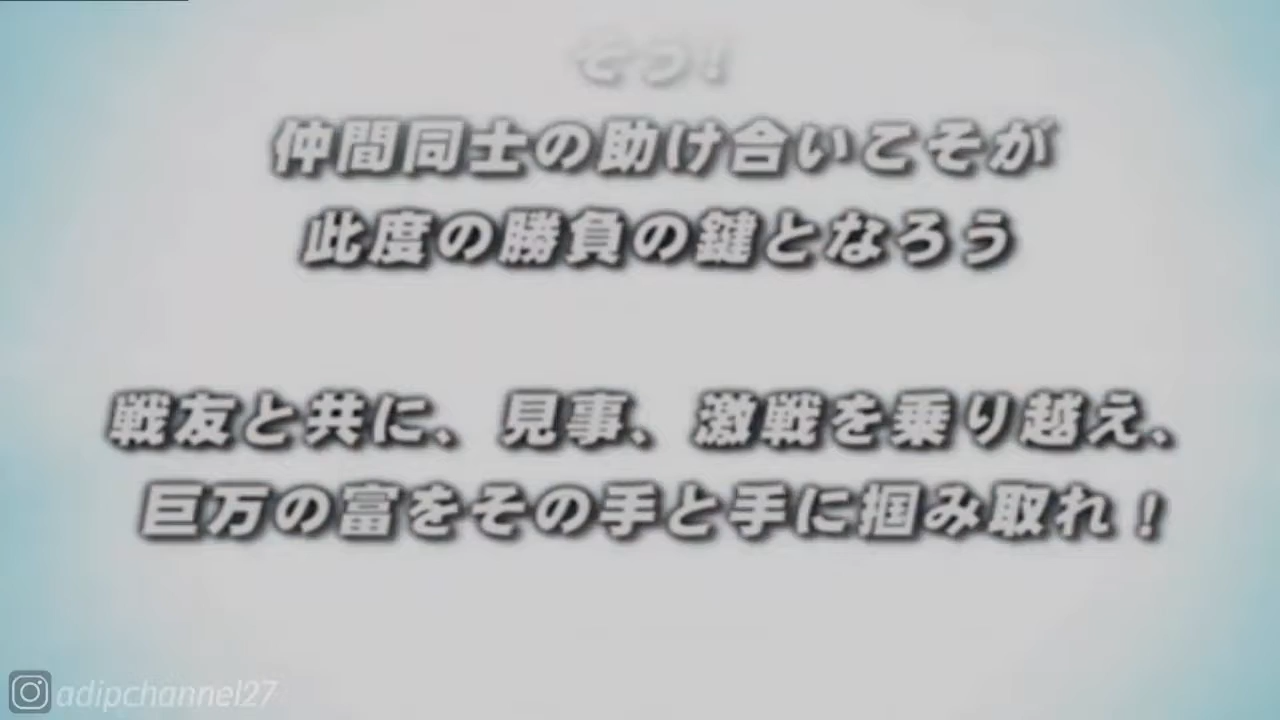 そう!
仲間同士の助け合いこそが
此度の勝負の鍵となろう
戦友と共に、見事、激戦を乗り越え、
巨万の富をその手と手に掴み取れ!
adipchannel27